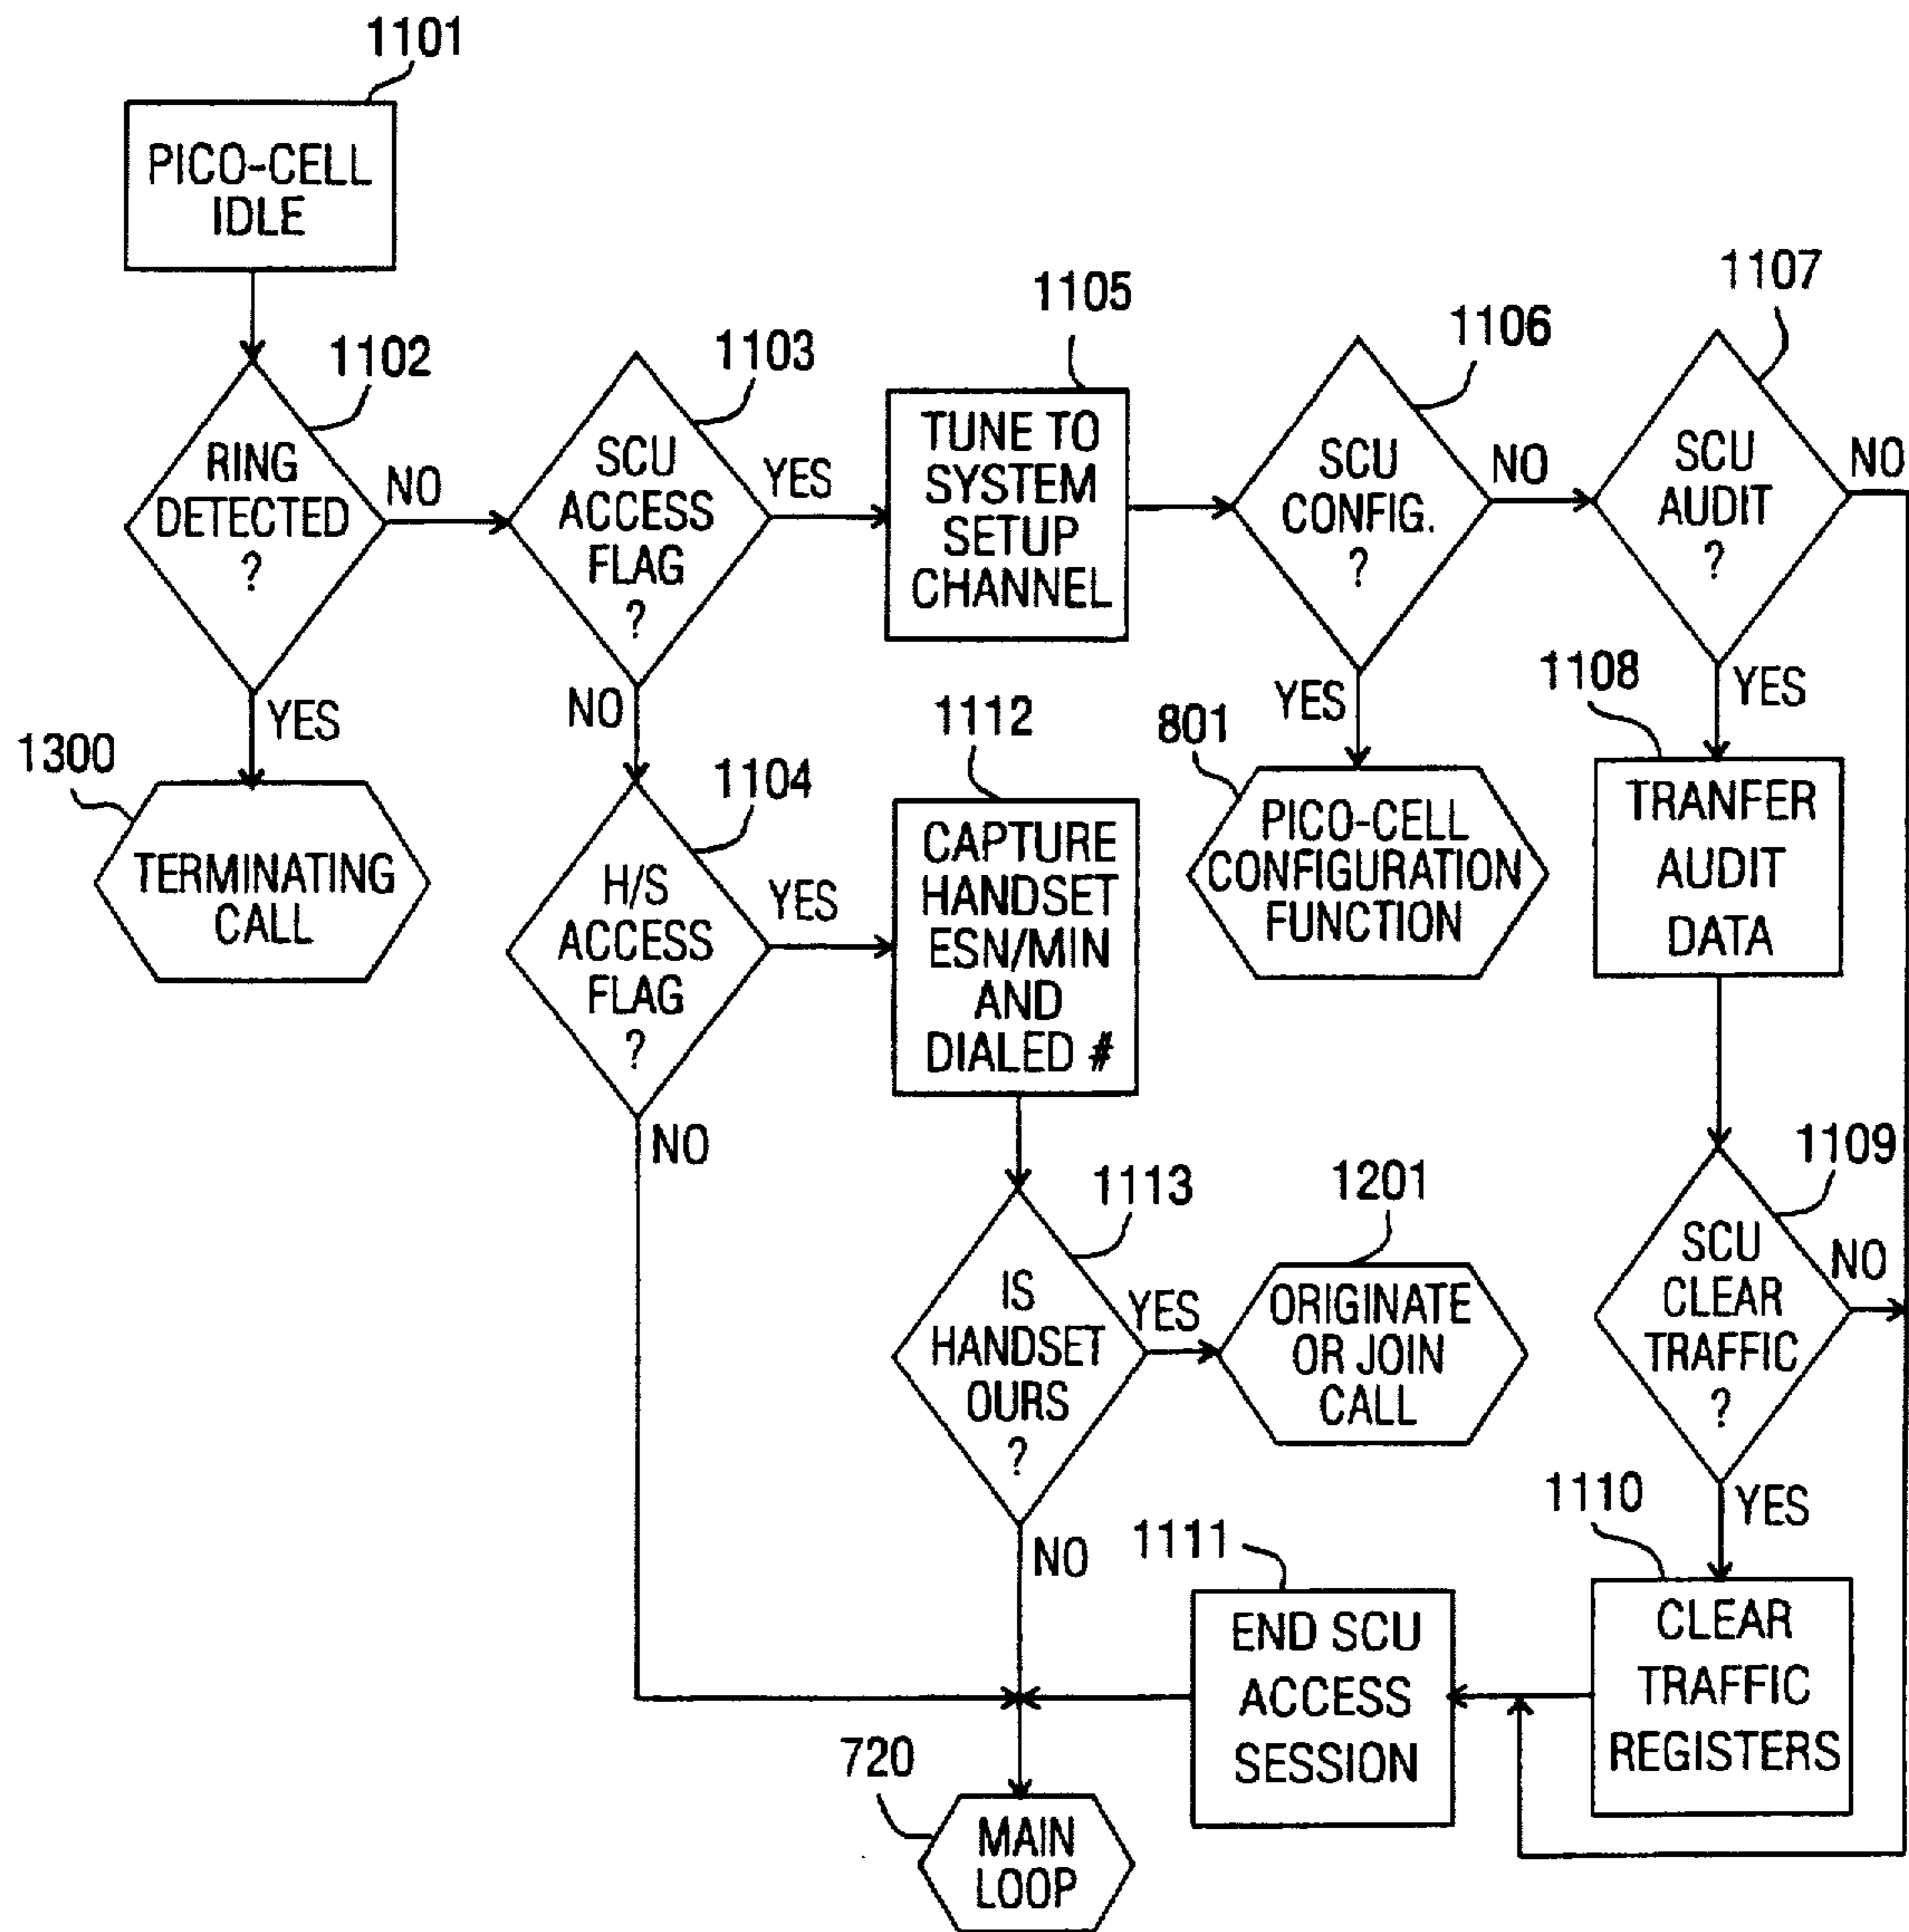 1101
PICO-CELL
IDLE
1102
RING
DETECTED
?
NO
YES
1300
TERMINATING
CALL
1103
SCU
ACCESS
FLAG
?
YES
NO
1104
H/S
ACCESS
FLAG
?
YES
NO
1105
TUNE TO
SYSTEM
SETUP
CHANNEL
1106
SCU
CONFIG.
?
NO
YES
801
PICO-CELL
CONFIGURATION
FUNCTION
1107
SCU
AUDIT
?
NO
YES
1108
TRANFER
AUDIT
DATA
1109
SCU
CLEAR
TRAFFIC
?
NO
YES
1110
CLEAR
TRAFFIC
REGISTERS
1111
END SCU
ACCESS
SESSION
1112
CAPTURE
HANDSET
ESN/MIN
AND
DIALED #
1113
IS
HANDSET
OURS
?
YES
NO
1201
ORIGINATE
OR JOIN
CALL
720
MAIN
LOOP